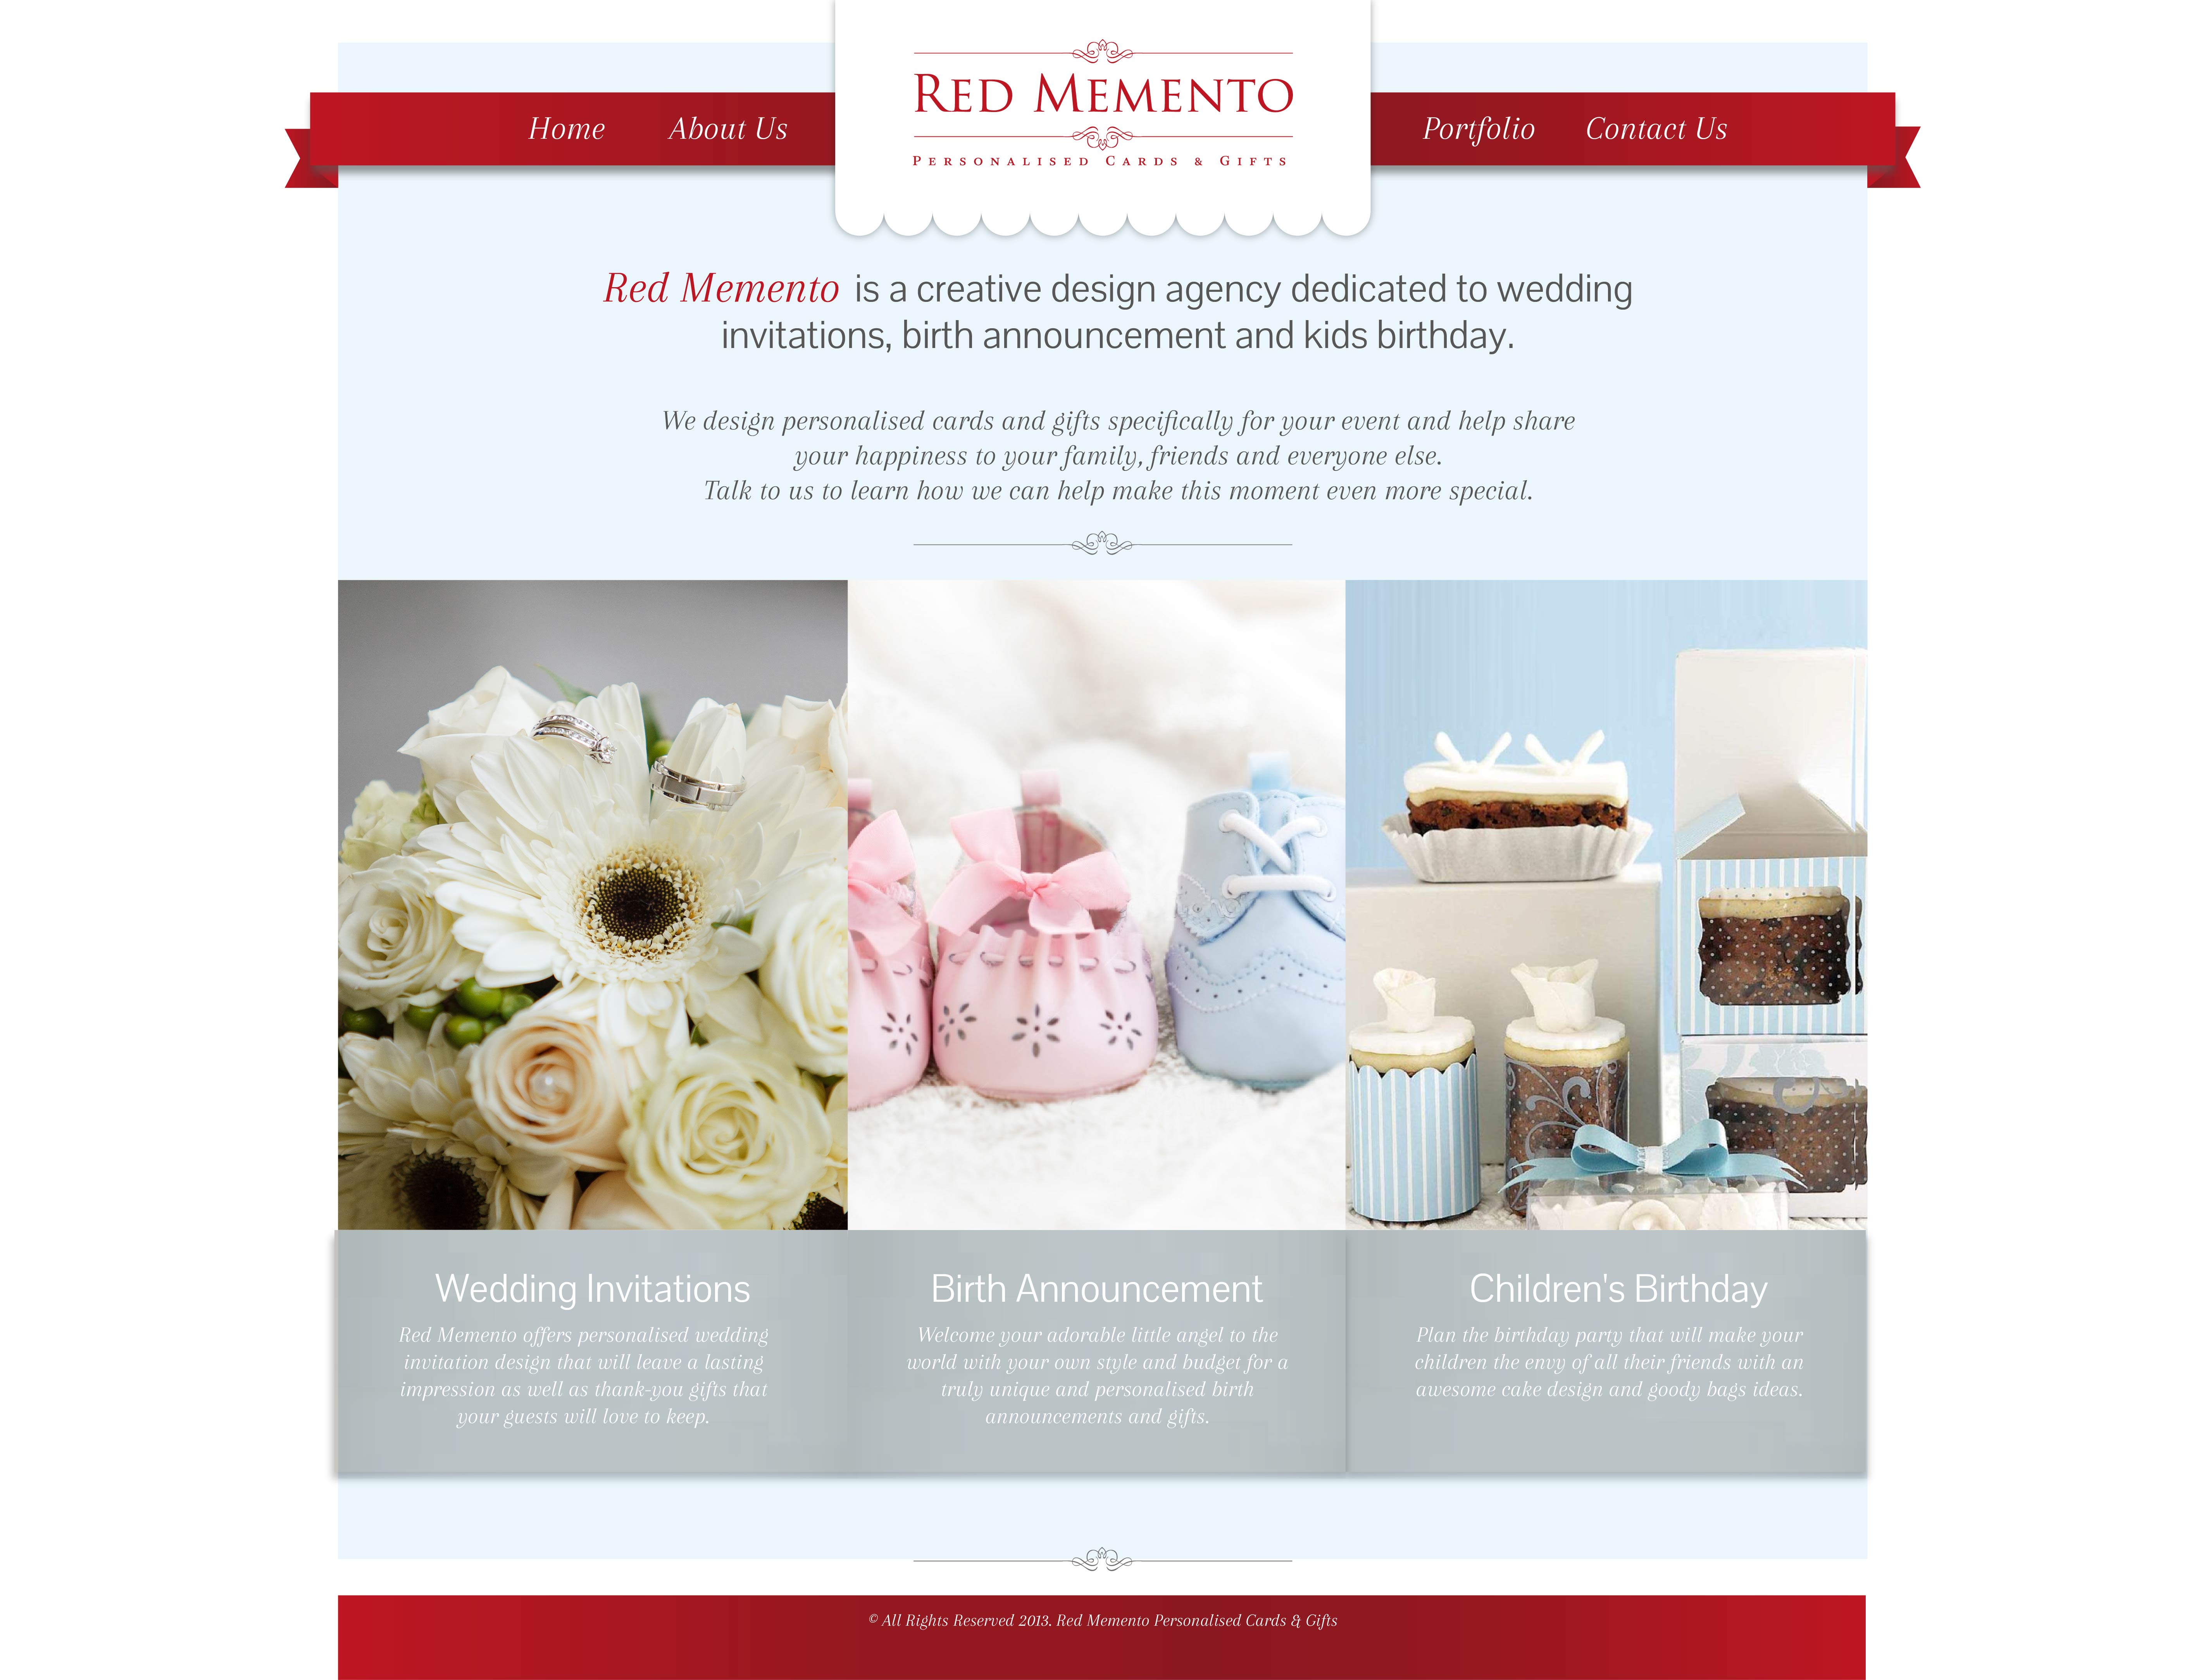 Home
About Us
RED MEMENTO
PERSONALISED CARDS & GIFTS
Portfolio
Contact Us
Red Memento is a creative design agency dedicated to wedding
invitations, birth announcement and kids birthday.
We design personalised cards and gifts specifically for your event and help share
your happiness to your family, friends and everyone else.
Talk to us to learn how we can help make this moment even more special.
Wedding Invitations
Red Memento offers personalised wedding
invitation design that will leave a lasting
impression as well as thank-you gifts that
your guests will love to keep.
Birth Announcement
Welcome your adorable little angel to the
world with your own style and budget for a
truly unique and personalised birth
announcements and gifts.
Children's Birthday
Plan the birthday party that will make your
children the envy of all their friends with an
awesome cake design and goody bags ideas.
© All Rights Reserved 2013. Red Memento Personalised Cards & Gifts